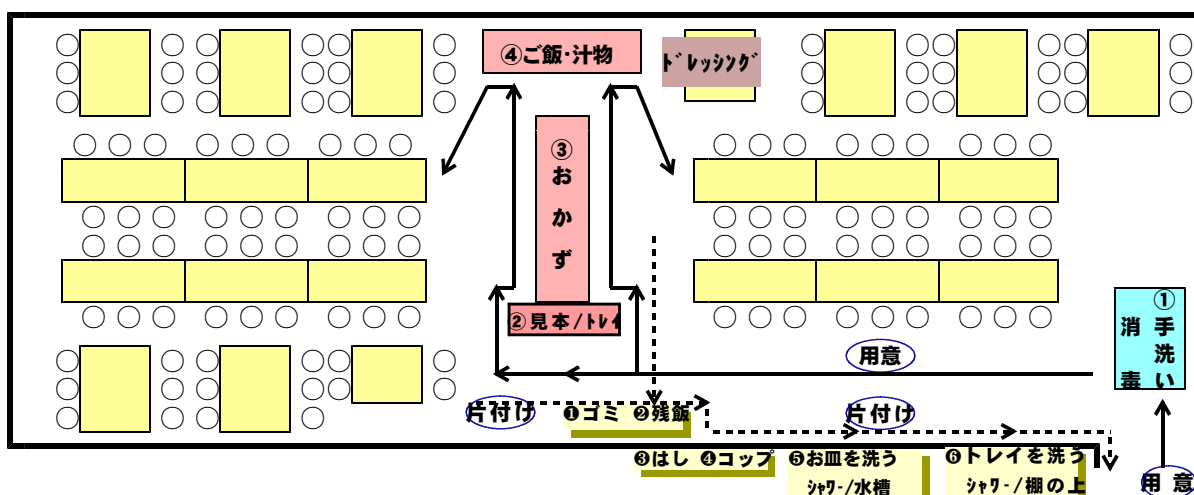 ④ご飯・汁物
ﾄﾞﾚｯｼﾝｸﾞ
③おかず
②見本/ﾄﾚｲ
①手洗い
消毒
用意
片付け
❶ゴミ ❷残飯
片付け
❸はし ❹コップ
❺お皿を洗う
ｼｬﾜｰ/水槽
❻トレイを洗う
ｼｬﾜｰ/棚の上
用意